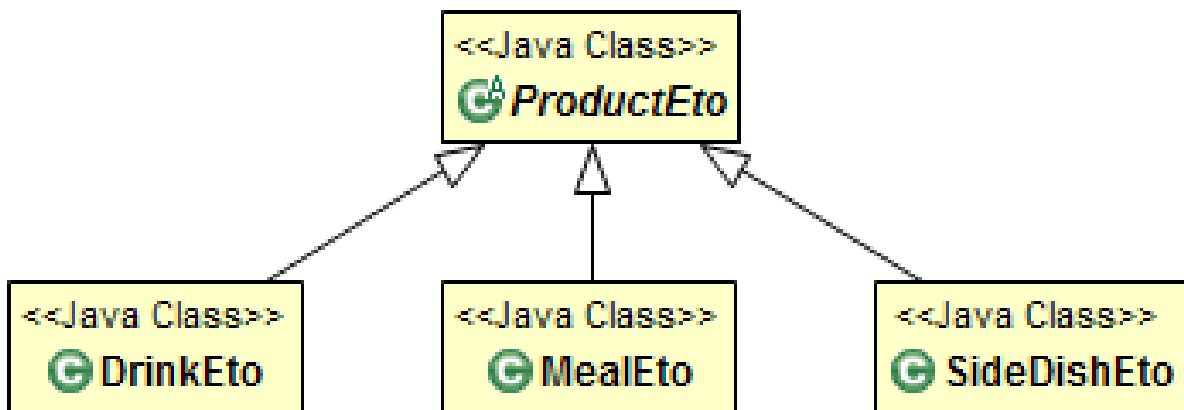 <<Java Class>>
ProductEto
<<Java Class>>
DrinkEto
<<Java Class>>
MealEto
<<Java Class>>
SideDishEto